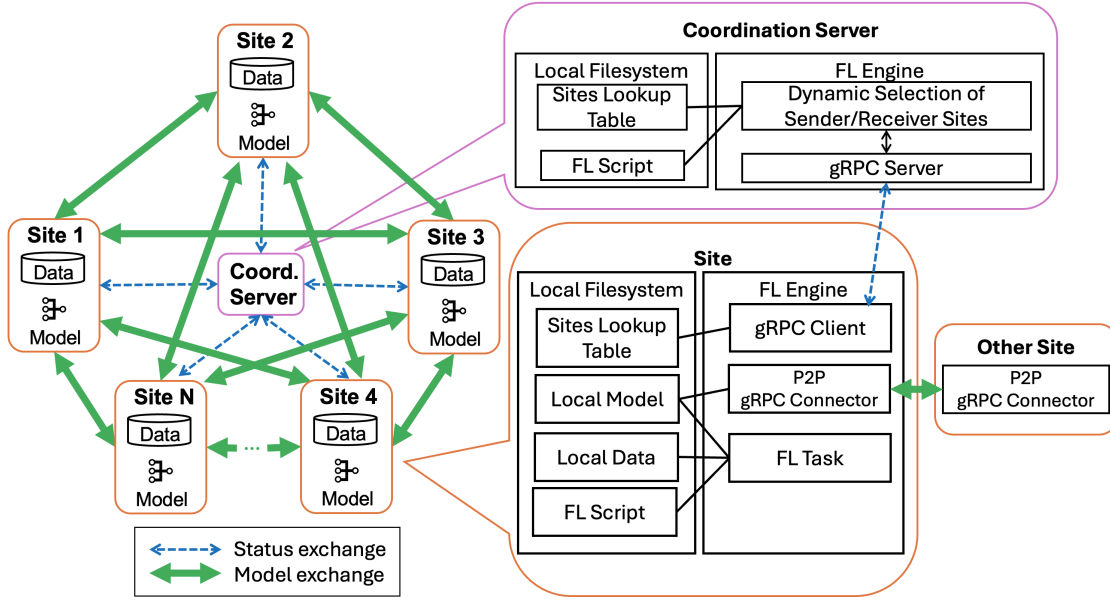 Site 2
Data
Model
Site 1
Data
Model
Coord.
Server
Site 3
Data
Model
Site N
Data
Model
...
Site 4
Data
Model
Status exchange
Model exchange
Coordination Server
Local Filesystem
Sites Lookup
Table
FL Script
FL Engine
Dynamic Selection of
Sender/Receiver Sites
gRPC Server
Site
Local Filesystem
Sites Lookup
Table
Local Model
Local Data
FL Script
FL Engine
gRPC Client
P2P
gRPC Connector
FL Task
Other Site
P2P
gRPC Connector